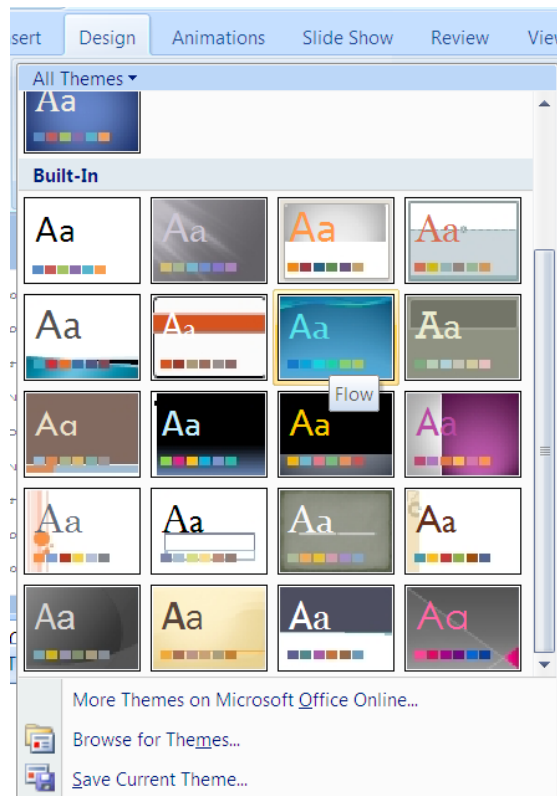 sert Design Animations Slide Show Review Vie
All Themes
Aa
Built-In
Aa Aa Aa Aa
Aa Aa Aa Aa
Flow
Aa Aa Aa Aa
Aa Aa Aa Aa
Aa Aa Aa Aa
More Themes on Microsoft Office Online...
Browse for Themes...
Save Current Theme...